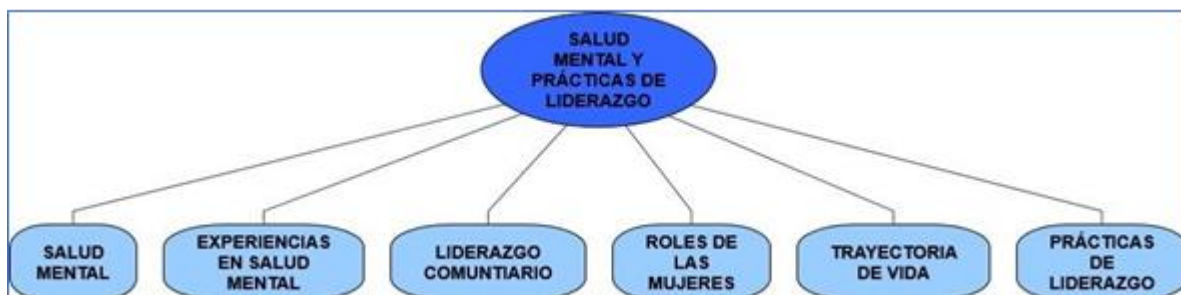 SALUD
MENTAL Y
PRÁCTICAS DE
LIDERAZGO
SALUD
MENTAL
EXPERIENCIAS
EN SALUD
MENTAL
LIDERAZGO
COMUNTIARIO
ROLES DE
LAS
MUJERES
TRAYECTORIA
DE VIDA
PRÁCTICAS
DE
LIDERAZGO